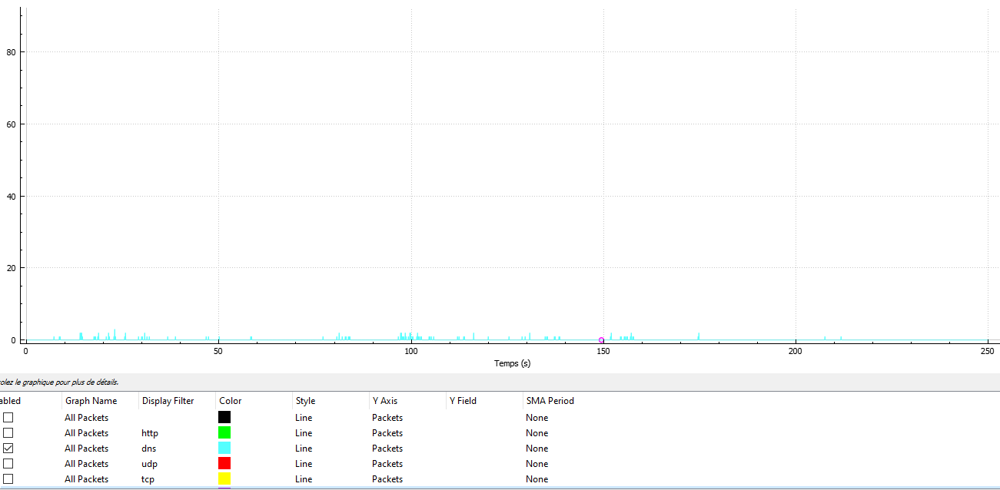 80
60
40
20
0
0 50 100 150 200 250
Temps (s)
olez le graphique pour plus de détails.
abled Graph Name Display Filter Color Style Y Axis Y Field SMA Period
All Packets Line Packets None
All Packets http Line Packets None
All Packets dns Line Packets None
All Packets udp Line Packets None
All Packets tcp Line Packets None